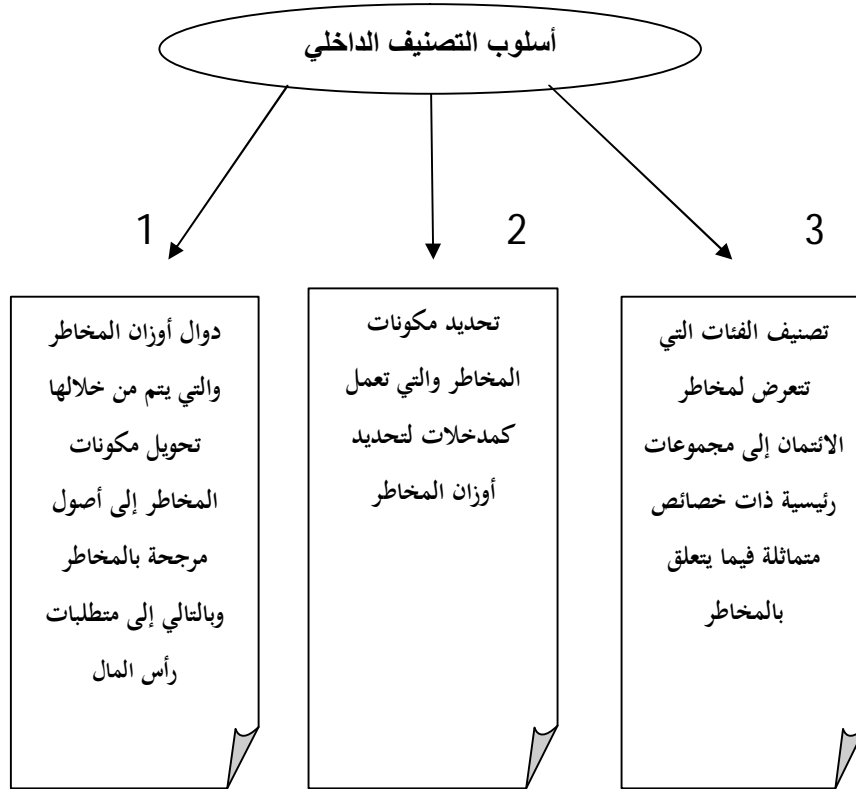 أسلوب التصنيف الداخلي
1
2
3
دوال أوزان المخاطر
والتي يتم من خلالها
تحويل مكونات
المخاطر إلى أصول
مرجحة بالمخاطر
وبالتالي إلى متطلبات
رأس المال
تحديد مكونات
المخاطر والتي تعمل
كمدخلات لتحديد
أوزان المخاطر
تصنيف الفئات التي
تتعرض لمخاطر
الائتمان إلى مجموعات
رئيسية ذات خصائص
متماثلة فيما يتعلق
بالمخاطر